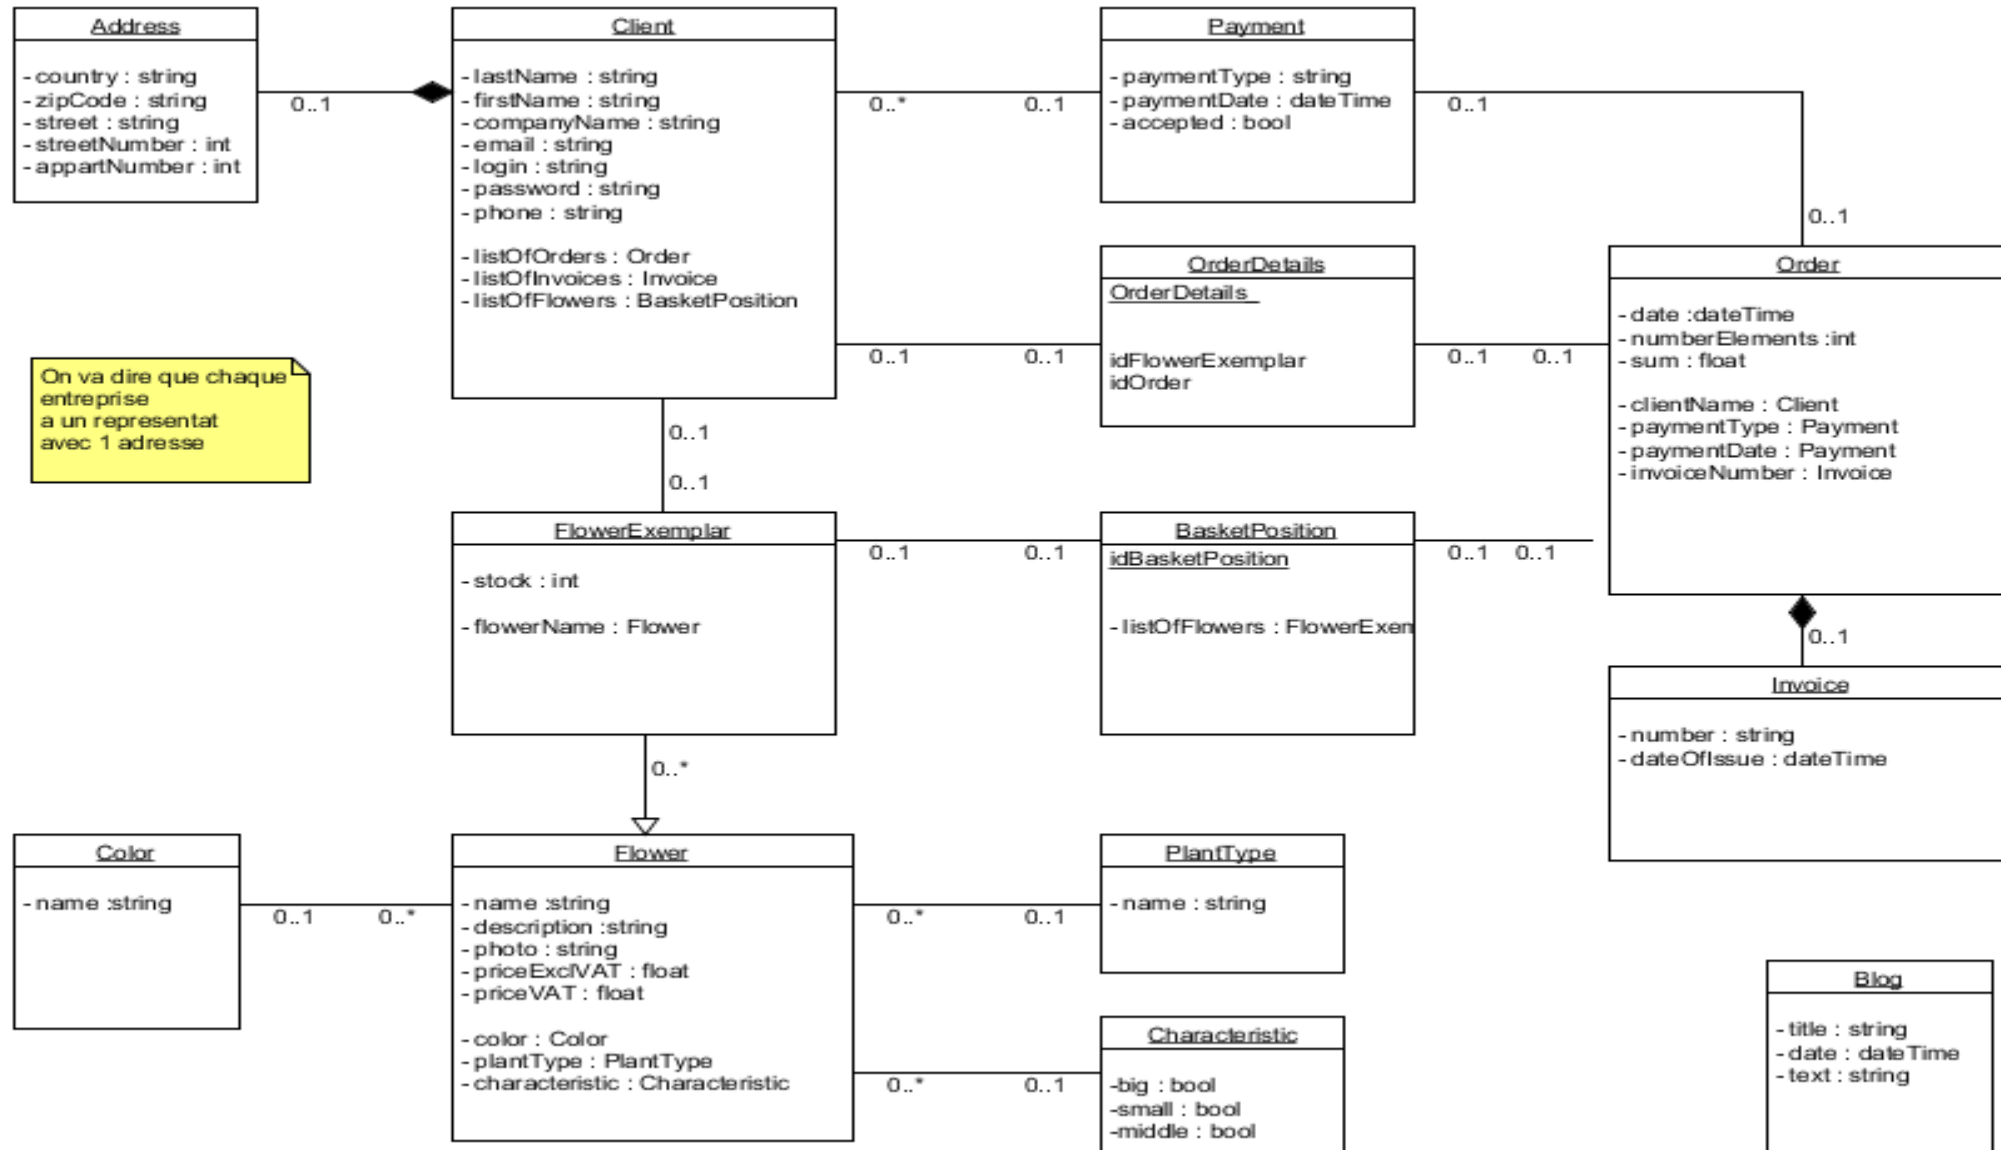 Address
- country : string
- zipCode : string
- street : string
- streetNumber : int
- appartNumber : int
0..1
Client
- lastName : string
- firstName : string
- companyName : string
- email : string
- login : string
- password : string
- phone : string
- listOfOrders : Order
- listOfInvoices : Invoice
- listOfFlowers : BasketPosition
0..*
0..1
Payment
- paymentType : string
- paymentDate : dateTime
- accepted : bool
0..1
0..1
OrderDetails
OrderDetails
idFlowerExemplar
idOrder
0..1
0..1
0..1
0..1
Order
- date :dateTime
- numberElements :int
- sum : float
- clientName : Client
- paymentType : Payment
- paymentDate : Payment
- invoiceNumber : Invoice
On va dire que chaque
entreprise
a un representat
avec 1 adresse
0..1
0..1
FlowerExemplar
- stock : int
- flowerName : Flower
0..1
0..1
BasketPosition
idBasketPosition
- listOfFlowers : FlowerExem
0..1
0..1
0..1
Invoice
- number : string
- dateOfIssue : dateTime
0..*
Color
- name :string
0..1
0..*
Flower
- name :string
- description :string
- photo : string
- priceExclVAT : float
- priceVAT : float
- color : Color
- plantType : PlantType
- characteristic : Characteristic
0..*
0..1
PlantType
- name : string
0..*
0..1
Characteristic
-big : bool
-small : bool
-middle : bool
Blog
- title : string
- date : dateTime
- text : string